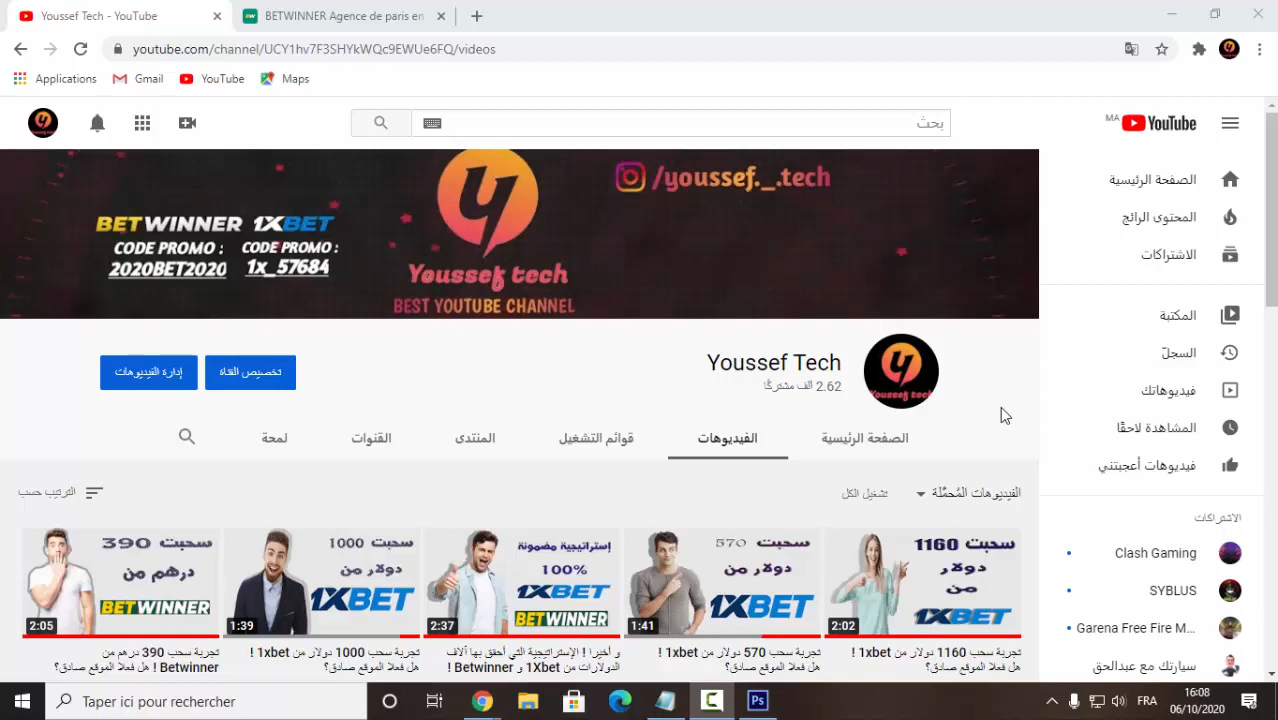 Youssef Tech - YouTube
BETWINNER Agence de paris en
youtube.com/channel/UCY1hv7F3SHYkWQc9EWUe6FQ/videos
Applications
Gmail
YouTube
Maps
بحث
MA
YouTube
BETWINNER 1XBET
CODE PROMO : CODE PROMO :
2020BET2020 1x_57684
y
Youssef tech
BEST YOUTUBE CHANNEL
/youssef._.tech
الصفحة الرئيسية
المحتوى الرائج
الاشتراكات
المكتبة
السجلّ
فيديوهاتك
المشاهدة لاحقًا
فيديوهات أعجبتني
الاشتراكات
Clash Gaming
SYBLUS
Garena Free Fire M...
سيارتك مع عبدالحق
Youssef Tech
2.62 ألف مشتركًا
Youssef tech
تخصيص القناة
إدارة الفيديوهات
الصفحة الرئيسية
الفيديوهات
قوائم التشغيل
المنتدى
القنوات
لمحة
الفيديوهات المُحمَّلة
تشغيل الكل
الترتيب حسب
سحبت 1160
دولار
من
1XBET
2:02
تجربة سحب 1160 دولار من 1xbet !
هل فعلا الموقع صادق؟
سحبت 570
دولار من
1XBET
1:41
تجربة سحب 570 دولار من 1xbet !
هل فعلا الموقع صادق؟
إستراتيجية مضمونة
100%
1XBET
BETWINNER
2:37
و أخيرا ! الإستراتيجية التي أحقق بها ألاف
الدولارات من 1Xbet و Betwinner !
سحبت 1000
دولار من
1XBET
1:39
تجربة سحب 1000 دولار من 1xbet !
هل فعلا الموقع صادق؟
سحبت 390
درهم من
BETWINNER
2:05
تجربة سحب 390 درهم من
Betwinner ! هل فعلا الموقع صادق؟
Taper ici pour rechercher
Ps
FRA
16:08
06/10/2020